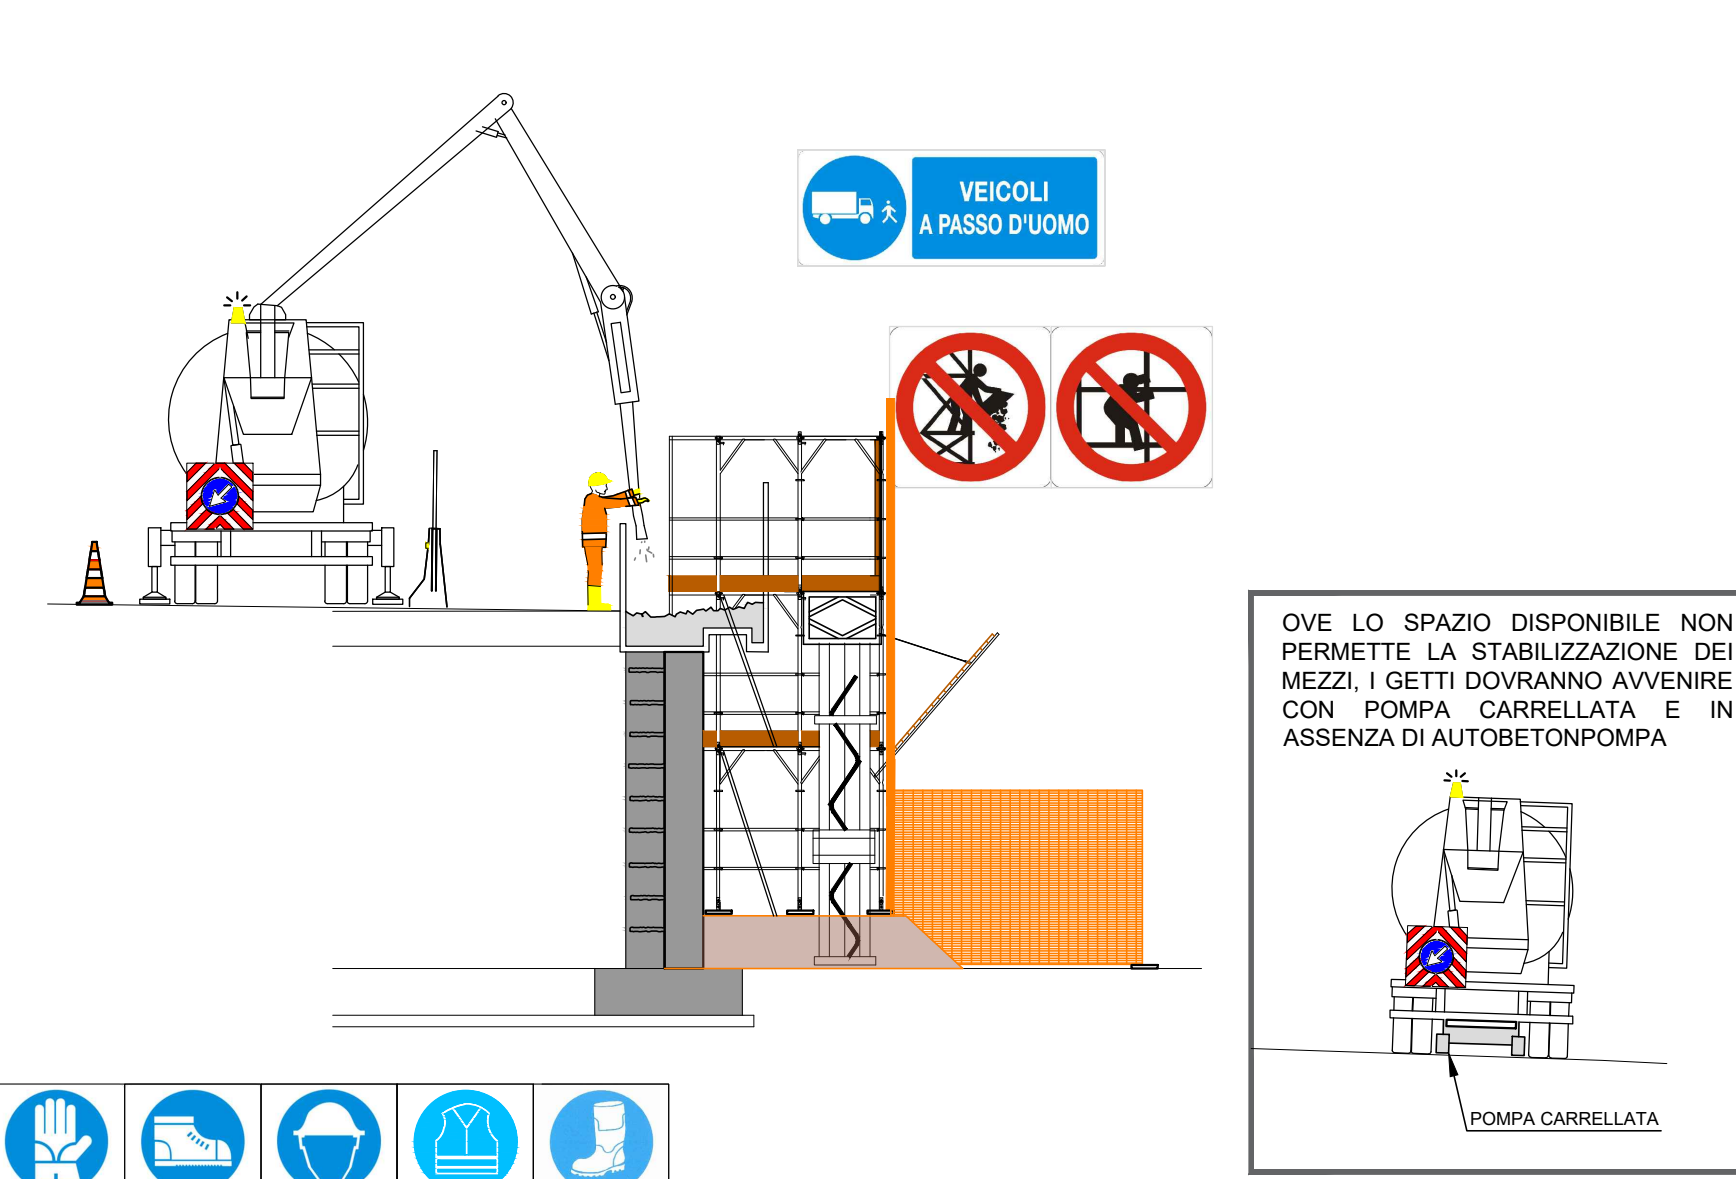 VEICOLI
A PASSO D'UOMO
OVE LO SPAZIO DISPONIBILE NON
PERMETTE LA STABILIZZAZIONE DEI
MEZZI, I GETTI DOVRANNO AVVENIRE
CON POMPA CARRELLATA E IN
ASSENZA DI AUTOBETONPOMPA
POMPA CARRELLATA